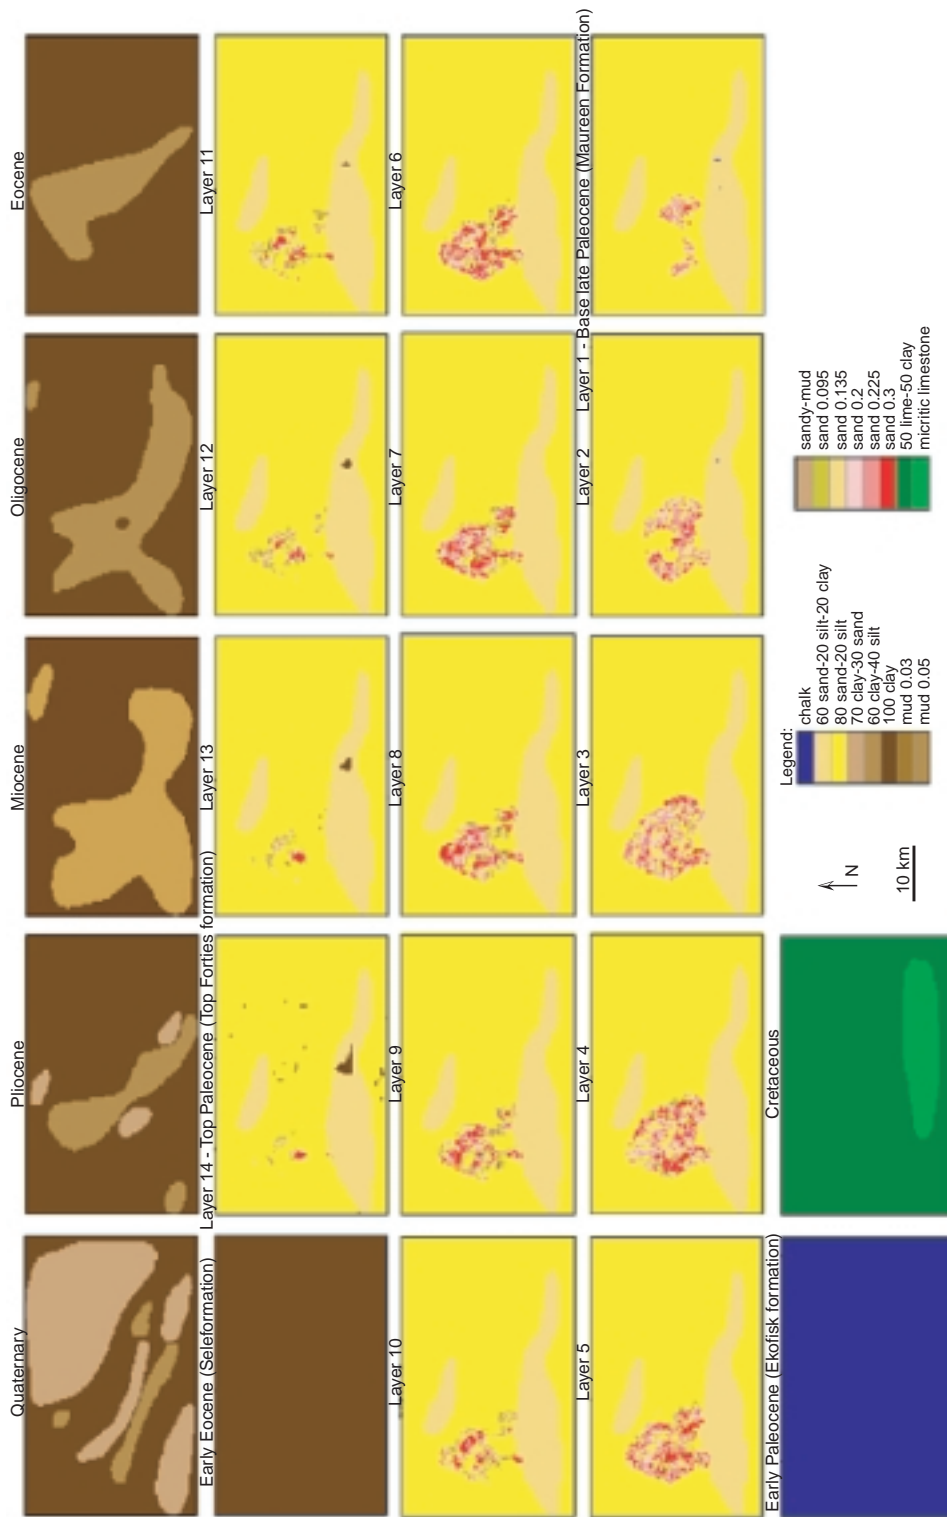 Quaternary
Pliocene
Miocene
Oligocene
Eocene
Early Eocene (Seleformation)
Layer 14 - Top Paleocene (Top Forties formation)
Layer 13
Layer 12
Layer 11
Layer 10
Layer 9
Layer 8
Layer 7
Layer 6
Layer 5
Layer 4
Layer 3
Layer 2
Layer 1 - Base late Paleocene (Maureen Formation)
Early Paleocene (Ekofisk formation)
Cretaceous
N
10 km
Legend:
chalk
60 sand-20 silt-20 clay
80 sand-20 silt
70 clay-30 sand
60 clay-40 silt
100 clay
mud 0.03
mud 0.05
sandy-mud
sand 0.095
sand 0.135
sand 0.2
sand 0.225
sand 0.3
50 lime-50 clay
micritic limestone